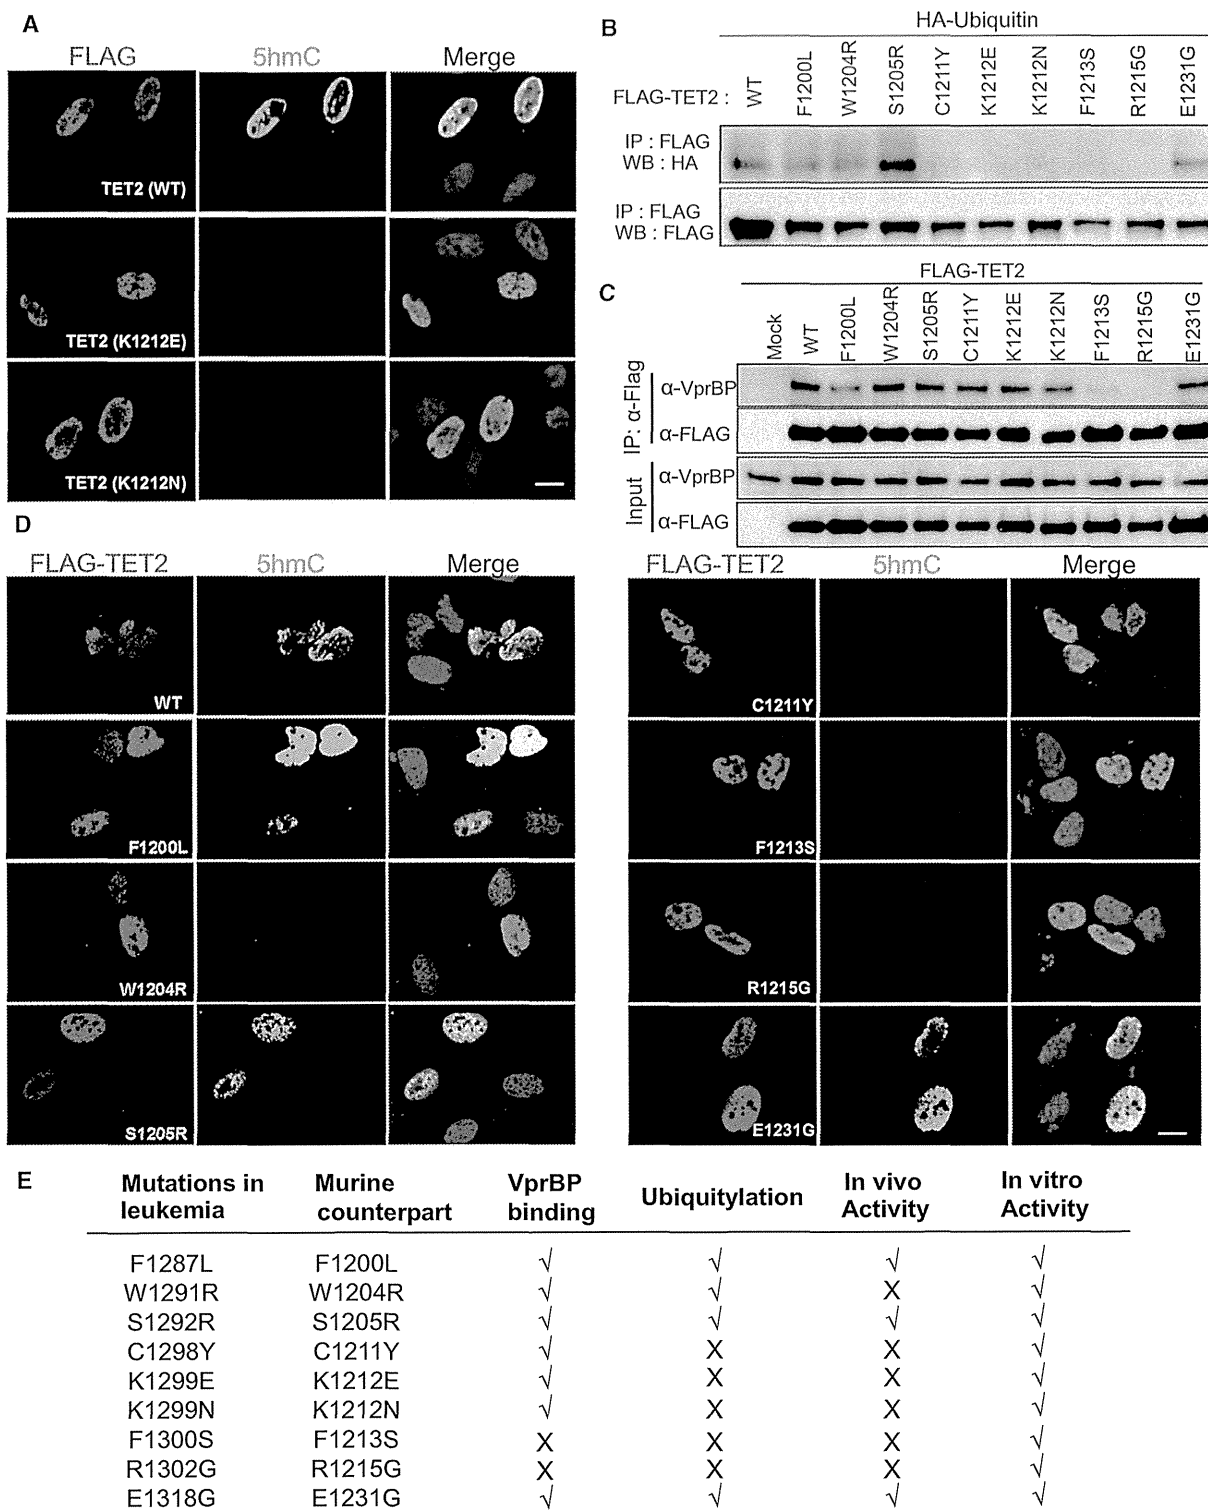 A
FLAG 5hmC Merge
TET2 (WT)
TET2 (K1212E)
TET2 (K1212N)
B
HA-Ubiquitin
FLAG-TET2 : WT F1200L W1204R S1205R C1211Y K1212E K1212N F1213S R1215G E1231G
IP : FLAG
WB : HA
IP : FLAG
WB : FLAG
C
FLAG-TET2
Mock WT F1200L W1204R S1205R C1211Y K1212E K1212N F1213S R1215G E1231G
IP: α-Flag
α-VprBP
α-FLAG
Input
α-VprBP
α-FLAG
D
FLAG-TET2 5hmC Merge
WT
F1200L
W1204R
S1205R
FLAG-TET2 5hmC Merge
C1211Y
F1213S
R1215G
E1231G
E
Mutations in leukemia Murine counterpart VprBP binding Ubiquitylation In vivo Activity In vitro Activity
F1287L F1200L √ √ √ √
W1291R W1204R √ √ X √
S1292R S1205R √ √ √ √
C1298Y C1211Y √ X X √
K1299E K1212E √ X X √
K1299N K1212N √ X X √
F1300S F1213S X X X √
R1302G R1215G X X X √
E1318G E1231G √ √ √ √